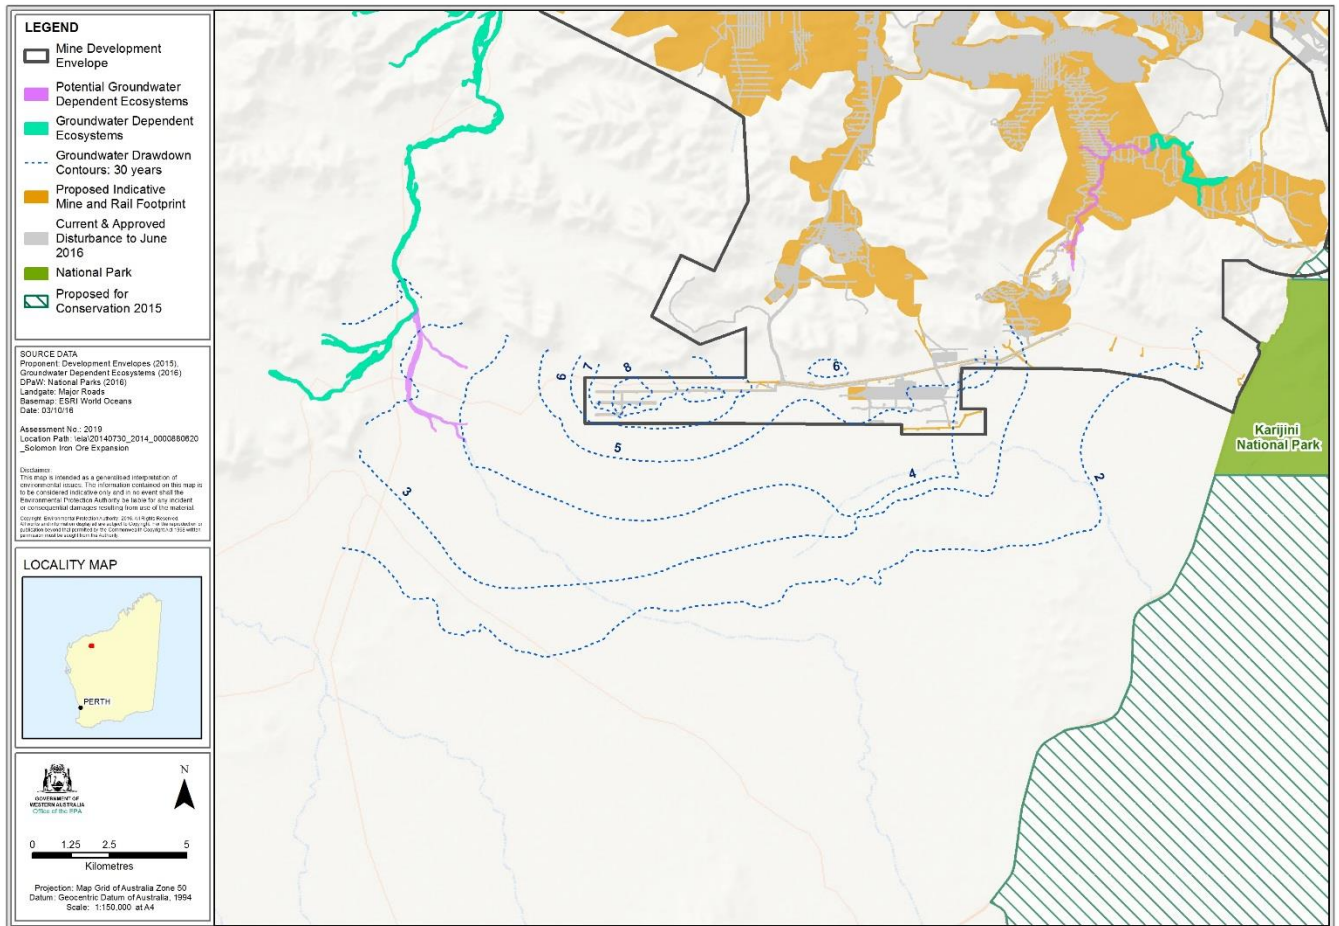 LEGEND
Mine Development
Envelope
Potential Groundwater
Dependent Ecosystems
Groundwater Dependent
Ecosystems
Groundwater Drawdown
Contours: 30 years
Proposed Indicative
Mine and Rail Footprint
Current & Approved
Disturbance to June
2016
National Park
Proposed for
Conservation 2015
SOURCE DATA
Proponent: Development Envelopes (2015),
Groundwater Dependent Ecosystems (2016)
DPaW: National Parks (2016)
Landgate: Major Roads
Basemap: ESRI World Oceans
Date: 03/10/16
Assessment No.: 2019
Location Path: \eia\20140730_2014_0000880620
_Solomon Iron Ore Expansion
Disclaimer:
This map is intended as a generalised interpretation of
environmental issues. The information contained on this map is
to be considered indicative only and in no event shall the
Environmental Protection Authority be liable for any incident
or consequential damages resulting from use of the material.
LOCALITY MAP
PERTH
GOVERNMENT OF
WESTERN AUSTRALIA
Office of the EPA
N
0 1.25 2.5 5
Kilometres
Projection: Map Grid of Australia Zone 50
Datum: Geocentric Datum of Australia, 1994
Scale: 1:150,000 at A4
6
7
8
6
5
4
3
2
Karijini
National Park